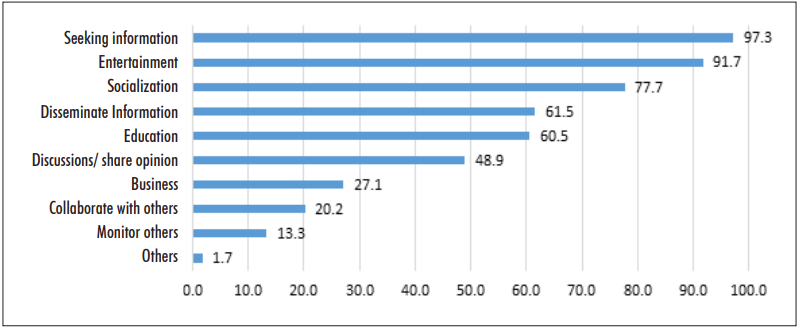 Seeking information 97.3
Entertainment 91.7
Socialization 77.7
Disseminate Information 61.5
Education 60.5
Discussions/ share opinion 48.9
Business 27.1
Collaborate with others 20.2
Monitor others 13.3
Others 1.7
0.0 10.0 20.0 30.0 40.0 50.0 60.0 70.0 80.0 90.0 100.0